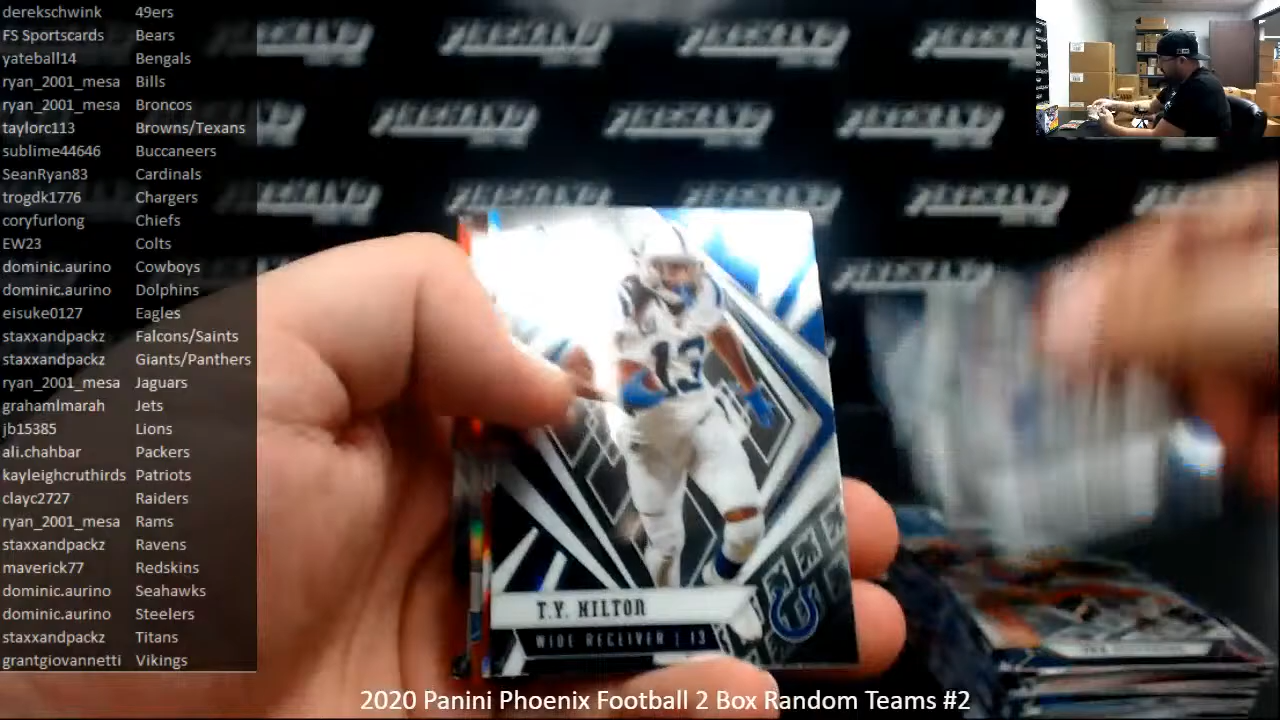 derekschwink 49ers
FS Sportscards Bears
yateball14 Bengals
ryan_2001_mesa Bills
ryan_2001_mesa Broncos
taylorc113 Browns/Texans
sublime44646 Buccaneers
SeanRyan83 Cardinals
trogdk1776 Chargers
coryfurlong Chiefs
EW23 Colts
dominic.aurino Cowboys
dominic.aurino Dolphins
eisuke0127 Eagles
staxxandpackz Falcons/Saints
staxxandpackz Giants/Panthers
ryan_2001_mesa Jaguars
grahamlmarah Jets
jb15385 Lions
ali.chahbar Packers
kayleighcruthirds Patriots
clayc2727 Raiders
ryan_2001_mesa Rams
staxxandpackz Ravens
maverick77 Redskins
dominic.aurino Seahawks
dominic.aurino Steelers
staxxandpackz Titans
grantgiovannetti Vikings
13
T.Y. HILTON
WIDE RECEIVER | 13
2020 Panini Phoenix Football 2 Box Random Teams #2